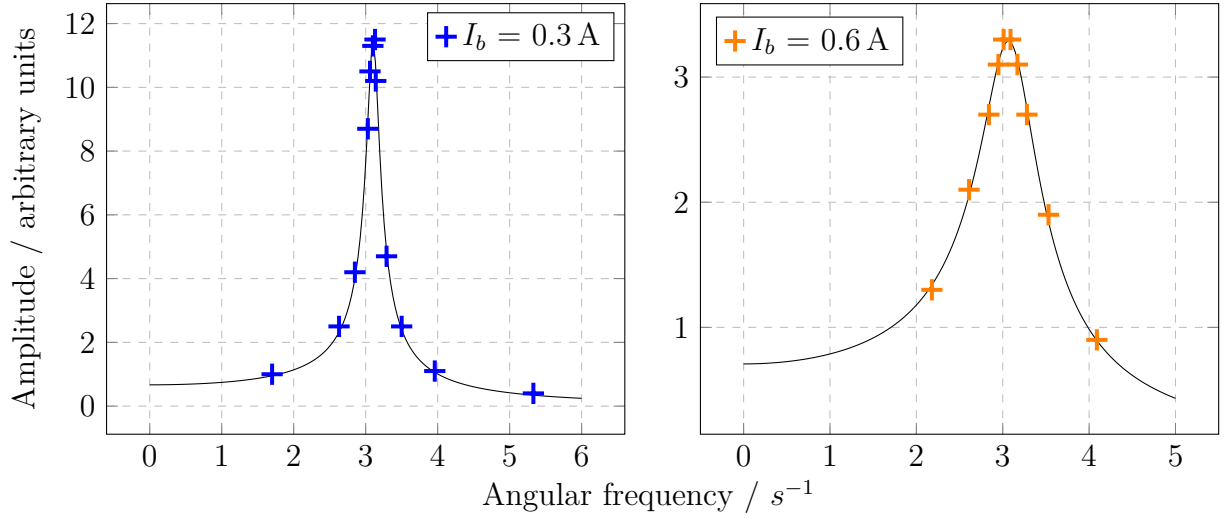 Amplitude / arbitrary units
12
10
8
6
4
2
0
0 1 2 3 4 5 6
I_b = 0.3 A
3
2
1
0 1 2 3 4 5
I_b = 0.6 A
Angular frequency / s⁻¹